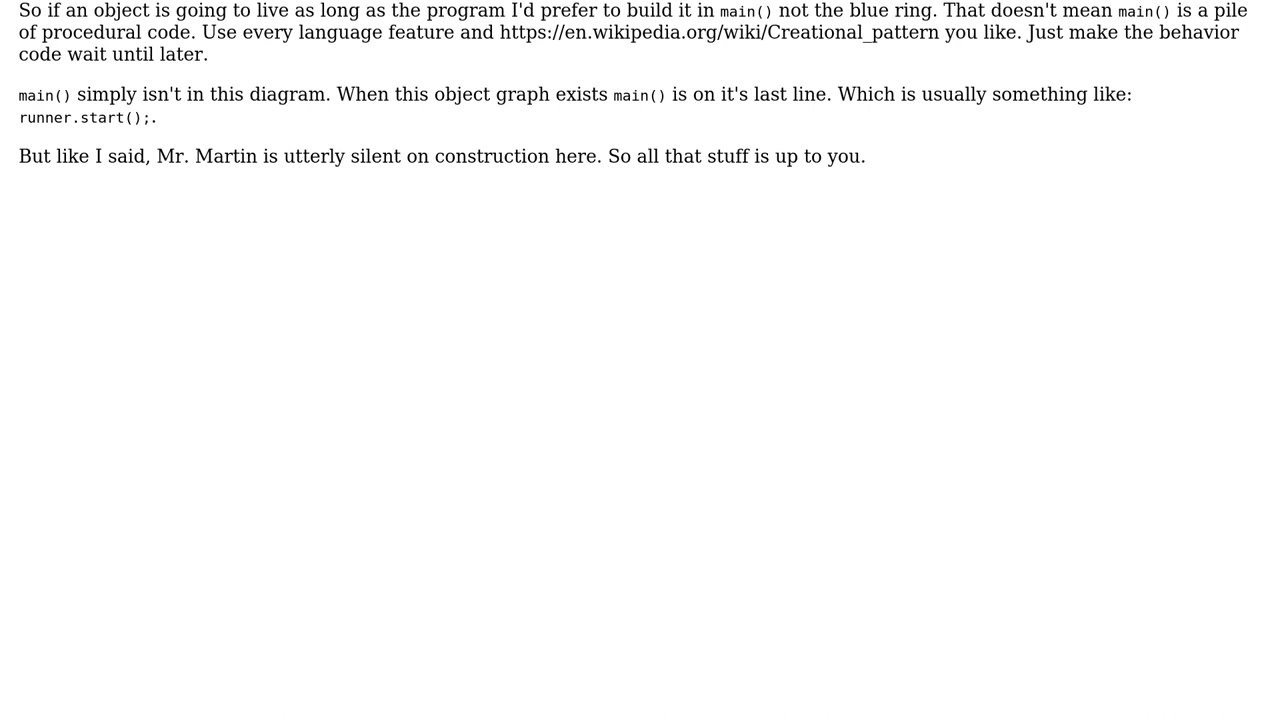 So if an object is going to live as long as the program I'd prefer to build it in main() not the blue ring. That doesn't mean main() is a pile
of procedural code. Use every language feature and https://en.wikipedia.org/wiki/Creational_pattern you like. Just make the behavior
code wait until later.
main() simply isn't in this diagram. When this object graph exists main() is on it's last line. Which is usually something like:
runner.start();.
But like I said, Mr. Martin is utterly silent on construction here. So all that stuff is up to you.